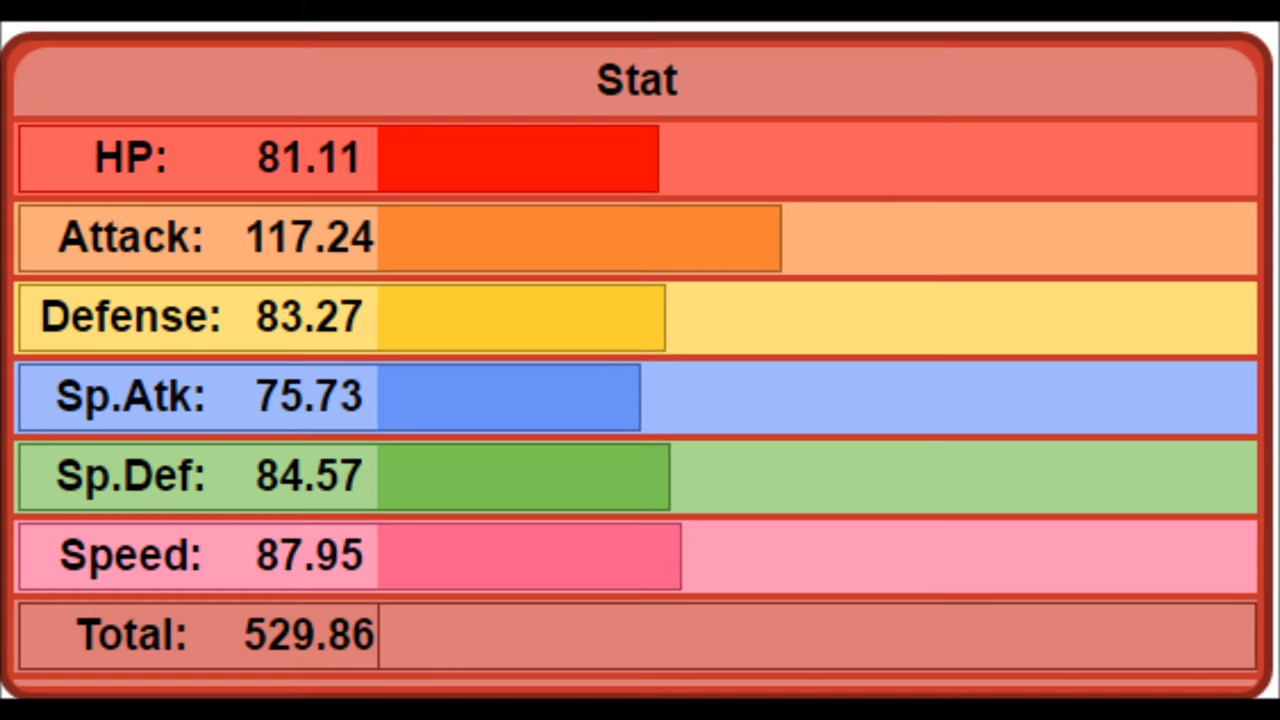 Stat
HP: 81.11
Attack: 117.24
Defense: 83.27
Sp.Atk: 75.73
Sp.Def: 84.57
Speed: 87.95
Total: 529.86